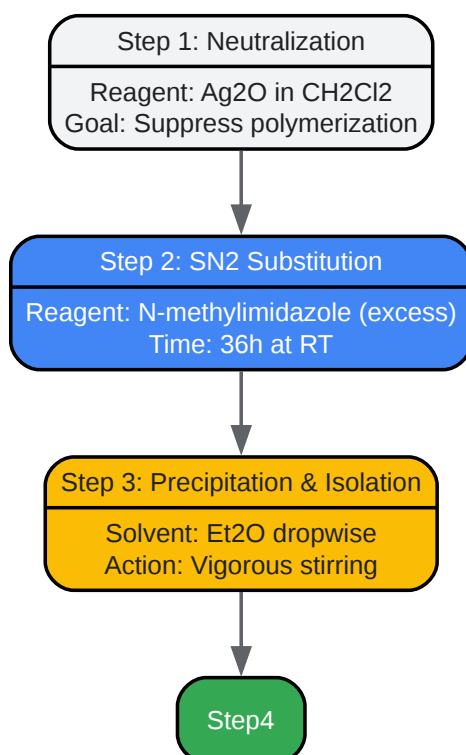 Step 1: Neutralization
Reagent: Ag2O in CH2Cl2
Goal: Suppress polymerization
Step 2: SN2 Substitution
Reagent: N-methylimidazole (excess)
Time: 36h at RT
Step 3: Precipitation & Isolation
Solvent: Et2O dropwise
Action: Vigorous stirring
Step4